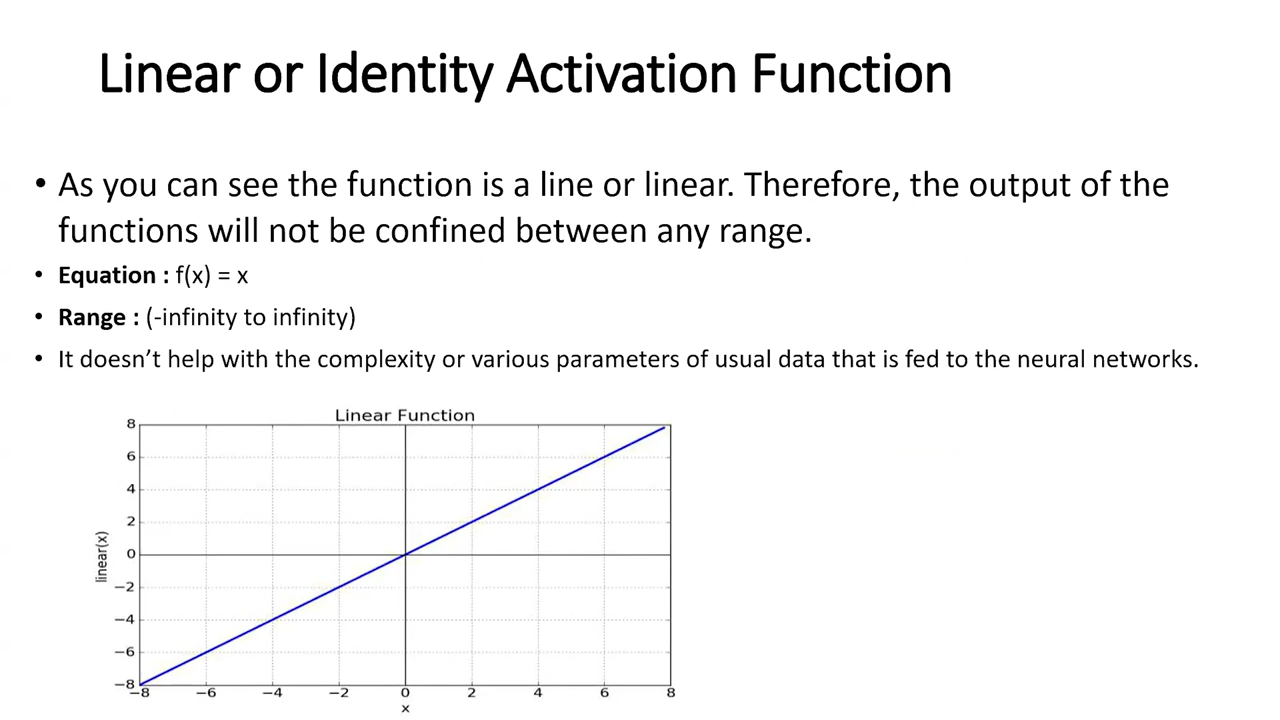 Linear or Identity Activation Function
• As you can see the function is a line or linear. Therefore, the output of the
functions will not be confined between any range.
• Equation : f(x) = x
• Range : (-infinity to infinity)
• It doesn’t help with the complexity or various parameters of usual data that is fed to the neural networks.
Linear Function
8
6
4
2
0
−2
−4
−6
−8
linear(x)
−8 −6 −4 −2 0 2 4 6 8
x